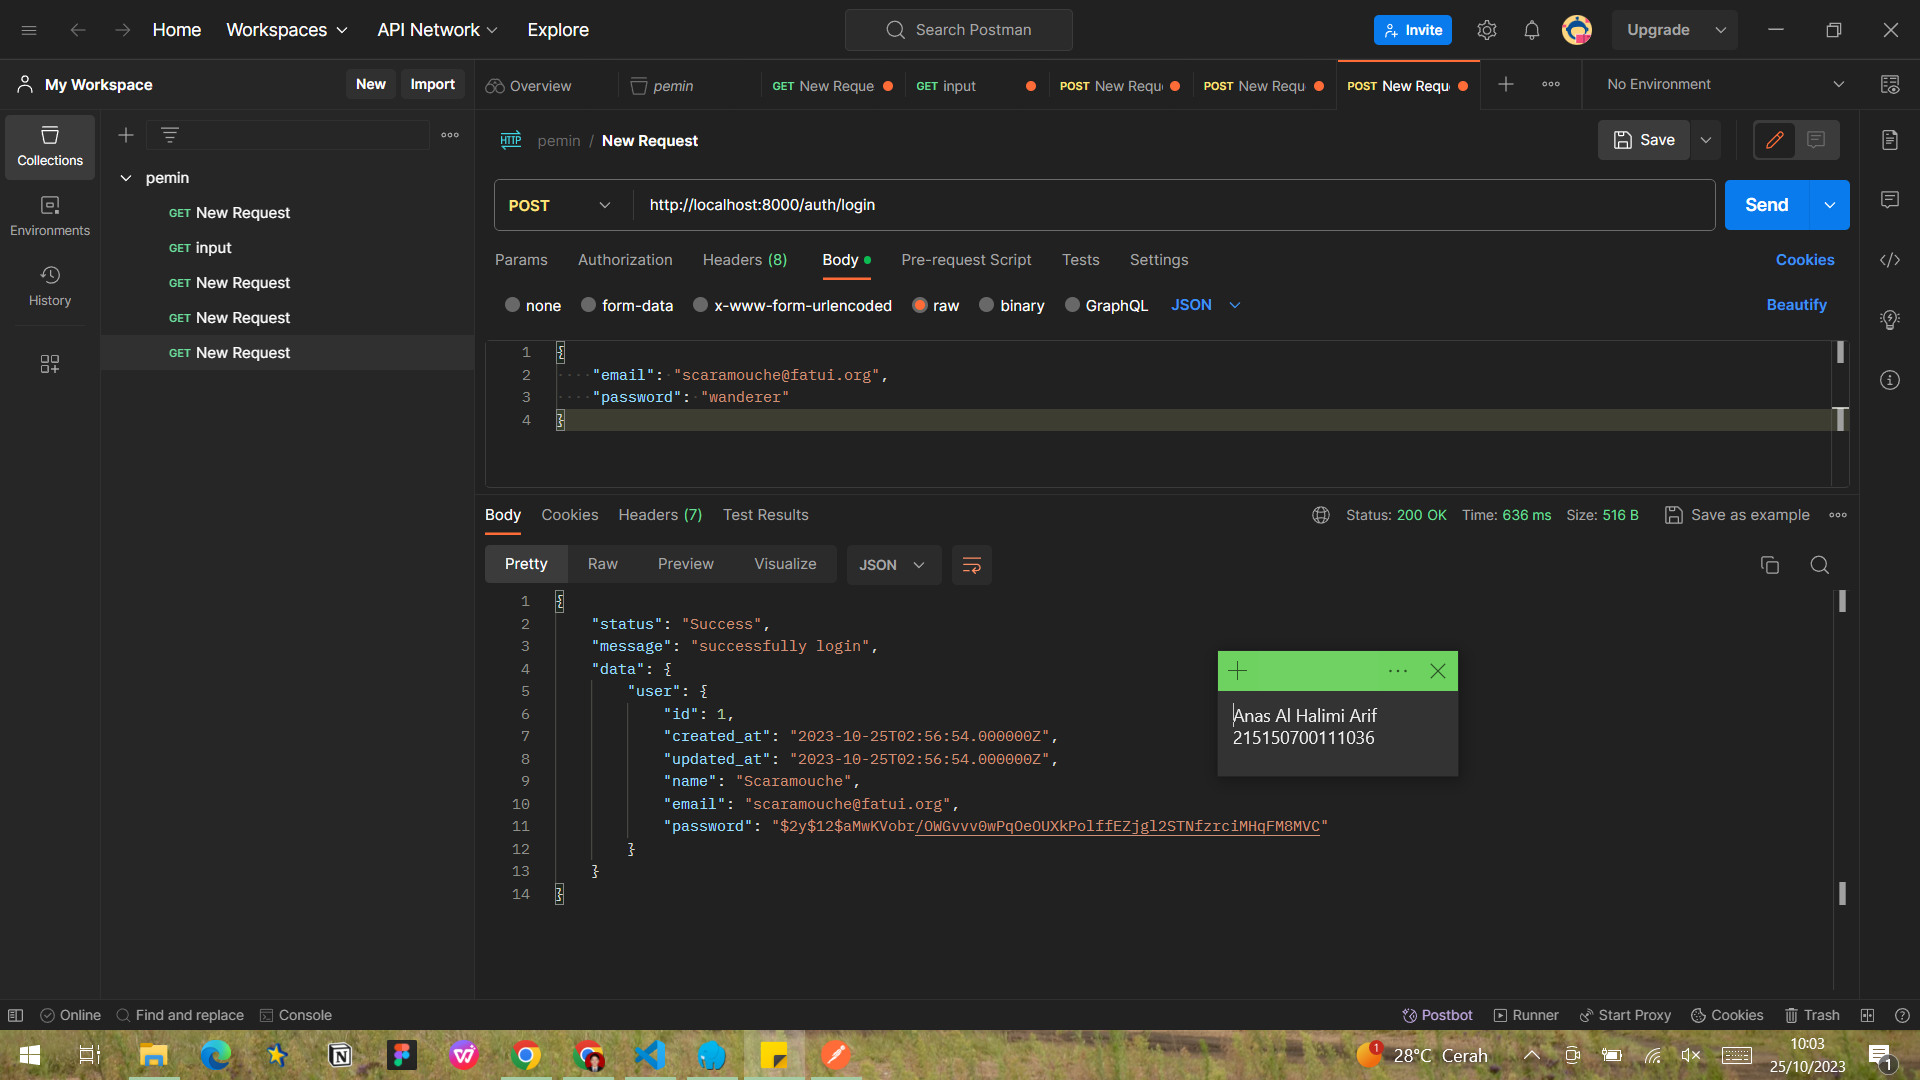 Home Workspaces API Network Explore Search Postman Invite Upgrade
My Workspace New Import Overview pemin GET New Reque GET input POST New Requ POST New Requ POST New Requ No Environment
Collections
Environments
History
pemin
GET New Request
GET input
GET New Request
GET New Request
GET New Request
HTTP pemin / New Request Save
POST http://localhost:8000/auth/login Send
Params Authorization Headers (8) Body Pre-request Script Tests Settings Cookies
none form-data x-www-form-urlencoded raw binary GraphQL JSON Beautify
1 {
2 "email": "scaramouche@fatui.org",
3 "password": "wanderer"
4 }
Body Cookies Headers (7) Test Results Status: 200 OK Time: 636 ms Size: 516 B Save as example
Pretty Raw Preview Visualize JSON
1 {
2 "status": "Success",
3 "message": "successfully login",
4 "data": {
5 "user": {
6 "id": 1,
7 "created_at": "2023-10-25T02:56:54.000000Z",
8 "updated_at": "2023-10-25T02:56:54.000000Z",
9 "name": "Scaramouche",
10 "email": "scaramouche@fatui.org",
11 "password": "$2y$12$aMwKVobr/OWGvvv0wPqOeOUXkPolffEZjgl2STNfzrciMHqFM8MVC"
12 }
13 }
14 }
Anas Al Halimi Arif
215150700111036
Online Find and replace Console Postbot Runner Start Proxy Cookies Trash
1 28°C Cerah 10:03
25/10/2023 1